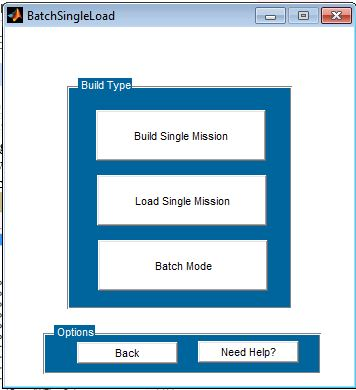 BatchSingleLoad
Build Type
Build Single Mission
Load Single Mission
Batch Mode
Options
Back
Need Help?